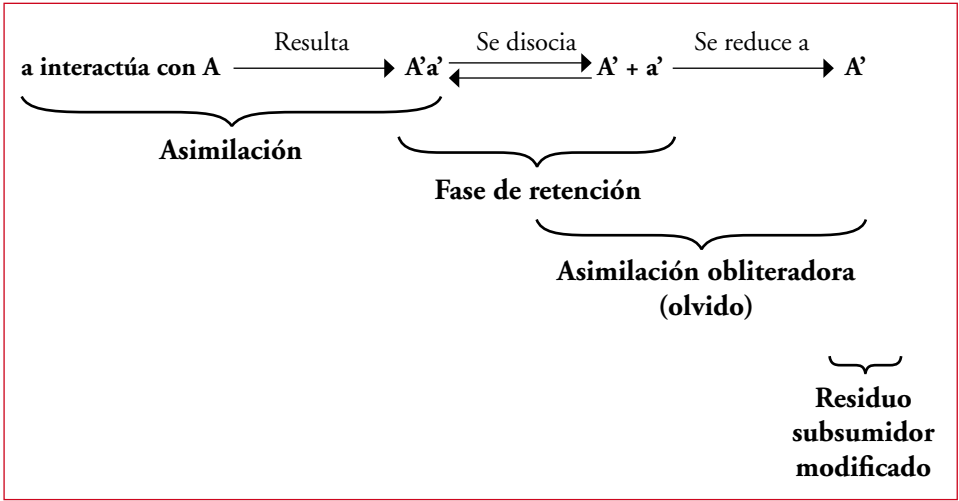 Resulta Se disocia Se reduce a
a interactúa con A A’a’ A’ + a’ A’
Asimilación
Fase de retención
Asimilación obliteradora
(olvido)
Residuo
subsumidor
modificado